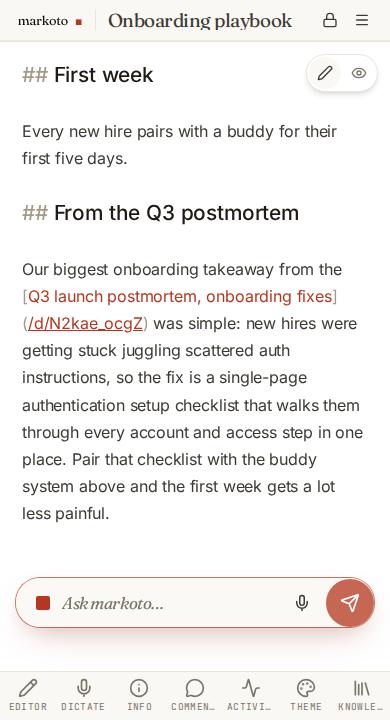 markoto
Onboarding playbook
## First week
Every new hire pairs with a buddy for their
first five days.
## From the Q3 postmortem
Our biggest onboarding takeaway from the
[Q3 launch postmortem, onboarding fixes]
(/d/N2kae_ocgZ) was simple: new hires were
getting stuck juggling scattered auth
instructions, so the fix is a single-page
authentication setup checklist that walks them
through every account and access step in one
place. Pair that checklist with the buddy
system above and the first week gets a lot
less painful.
Ask markoto…
EDITOR DICTATE INFO COMMEN… ACTIVI… THEME KNOWLE…